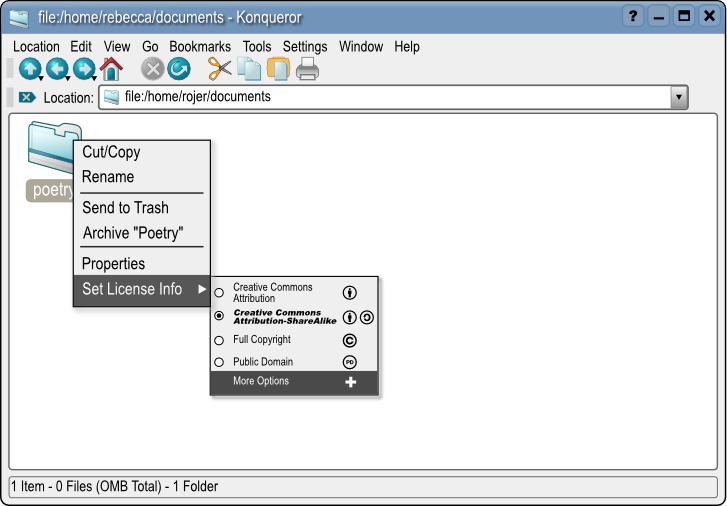 file:/home/rebecca/documents - Konqueror
?
Location Edit View Go Bookmarks Tools Settings Window Help
Location: file:/home/rojer/documents
poetry
Cut/Copy
Rename
Send to Trash
Archive "Poetry"
Properties
Set License Info
Creative Commons
Attribution
Creative Commons
Attribution-ShareAlike
Full Copyright
C
Public Domain
PD
More Options
1 Item - 0 Files (OMB Total) - 1 Folder